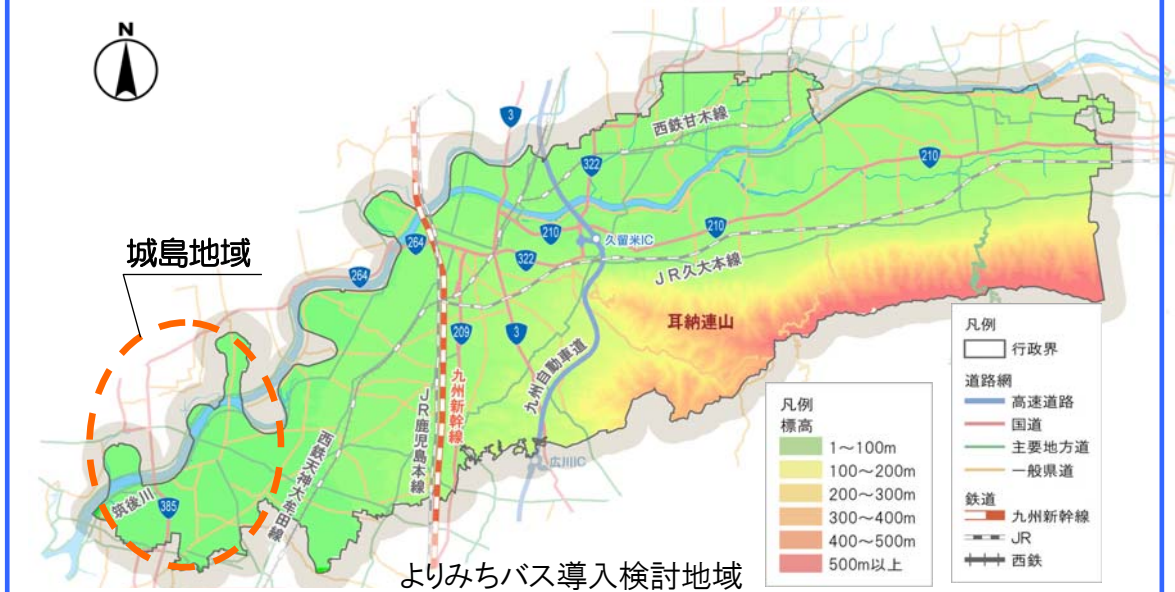 N
3
西鉄甘木線
322
210
城島地域
264
210
久留米IC
210
264
322
JR久大本線
耳納連山
209
3
九州自動車道
九州新幹線
JR鹿児島本線
西鉄天神大牟田線
広川IC
筑後川
385
よりみちバス導入検討地域
凡例
標高
1~100m
100~200m
200~300m
300~400m
400~500m
500m以上
凡例
行政界
道路網
高速道路
国道
主要地方道
一般県道
鉄道
九州新幹線
JR
西鉄